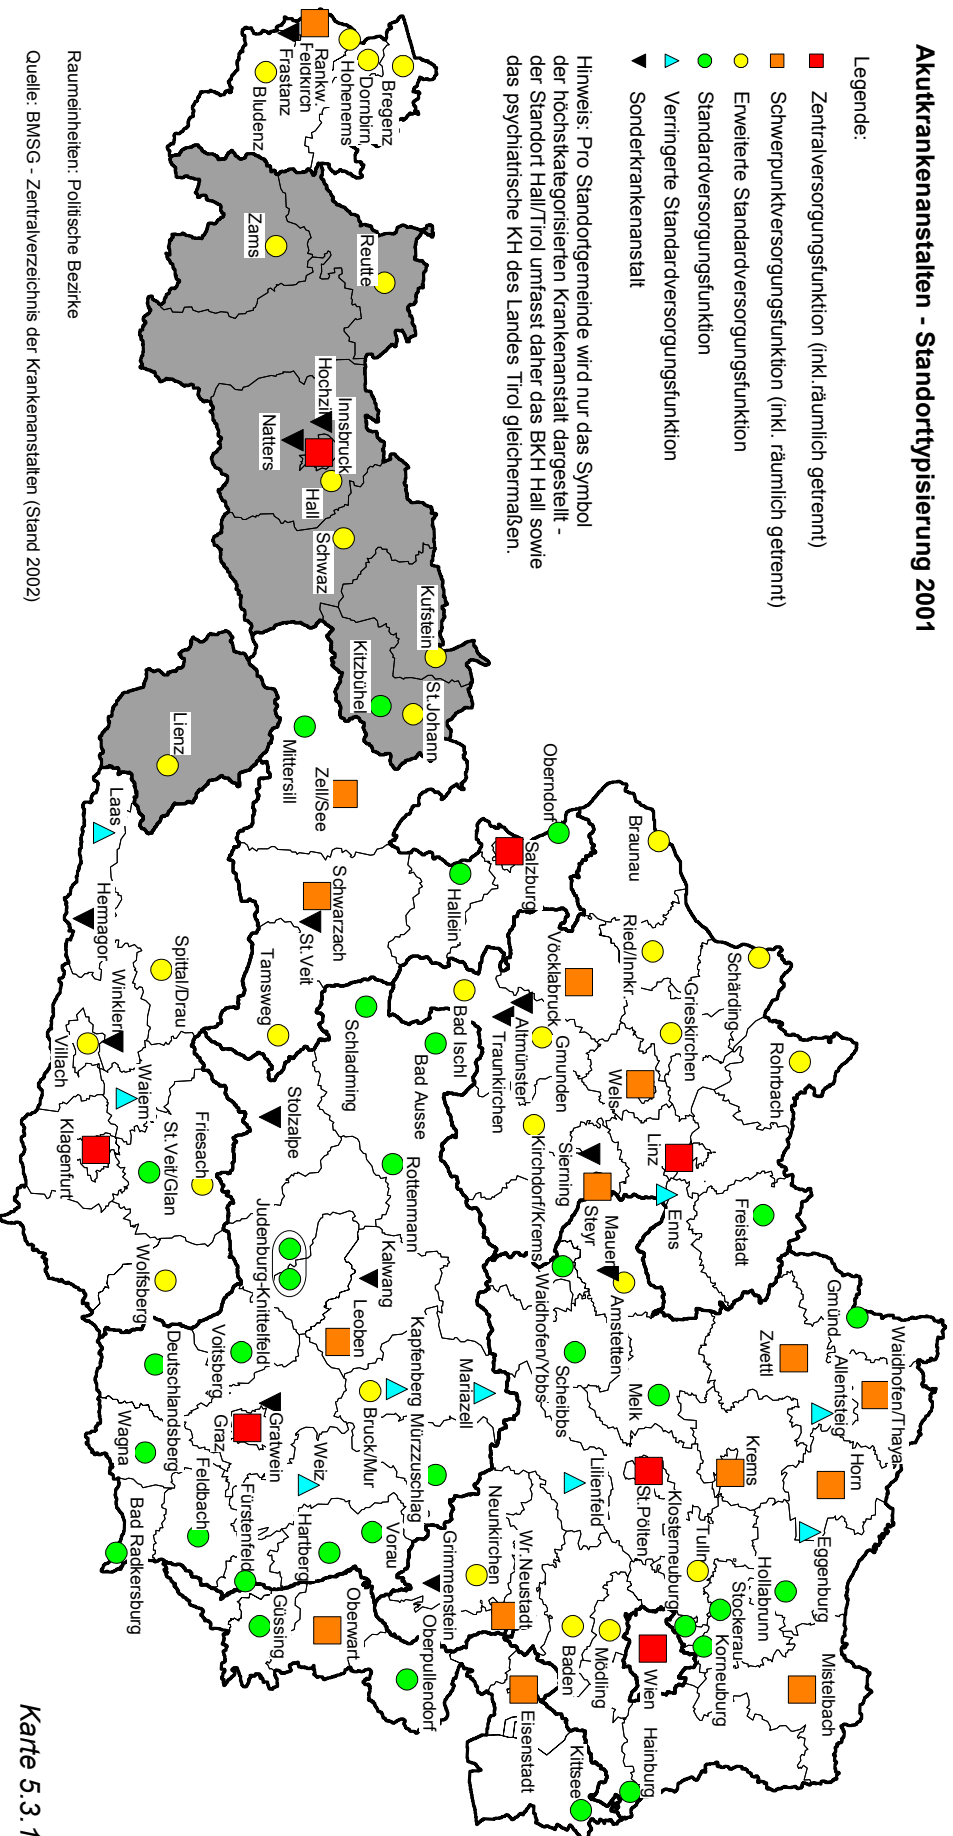 Akutkrankenanstalten - Standorttypisierung 2001
Legende:
Zentralversorgungsfunktion (inkl.räumlich getrennt)
Schwerpunktversorgungsfunktion (inkl. räumlich getrennt)
Erweiterte Standardversorgungsfunktion
Standardversorgungsfunktion
Verringerte Standardversorgungsfunktion
Sonderkrankenanstalt
Hinweis: Pro Standortgemeinde wird nur das Symbol
der höchstkategorisierten Krankenanstalt dargestellt -
der Standort Hall/Tirol umfasst daher das BKH Hall sowie
das psychiatrische KH des Landes Tirol gleichermaßen.
Bregenz
Dornbirn
Hohenems
Rankw.
Feldkirch
Frastanz
Bludenz
Reutte
Zams
Innsbruck
Hochzi
Natters
Hall
Schwaz
Kufstein
St.Johann
Kitzbühel
Lienz
Mittersill
Zell/See
Oberndorf
Salzburg
Hallein
Schwarzach
St.Veit
Tamsweg
Braunau
Ried/Innkr.
Schärding
Grieskirchen
Rohrbach
Vöcklabruck
Altmünster
Traunkirchen
Gmunden
Bad Ischl
Wels
Linz
Enns
Freistadt
Kirchdorf/Krems
Sierning
Steyr
Laas
Hermagor
Spittal/Drau
Winklern
Villach
Waiern
Klagenfurt
St.Veit/Glan
Friesach
Wolfsberg
Schladming
Bad Ausse
Stolzalpe
Rottenmann
Judenburg-Knittelfeld
Kalwang
Leoben
Kapfenberg
Mariazell
Bruck/Mur
Mürzzuschlag
Voitsberg
Deutschlandsberg
Gratwein
Graz
Wagna
Weiz
Feldbach
Fürstenfeld
Hartberg
Vorau
Bad Radkersburg
Mauer
Amstetten
Waidhofen/Ybbs
Scheibbs
Melk
Gmünd
Zwettl
Waidhofen/Thaya
Allentsteig
Horn
Krems
Eggenburg
St.Pölten
Lilienfeld
Hollabrunn
Tulln
Klosterneuburg
Stockerau
Korneuburg
Mistelbach
Wien
Mödling
Baden
Wr.Neustadt
Neunkirchen
Grimmenstein
Hainburg
Kittsee
Eisenstadt
Oberpullendorf
Oberwart
Güssing
Raumeinheiten: Politische Bezirke
Quelle: BMSG - Zentralverzeichnis der Krankenanstalten (Stand 2002)
Karte 5.3.1